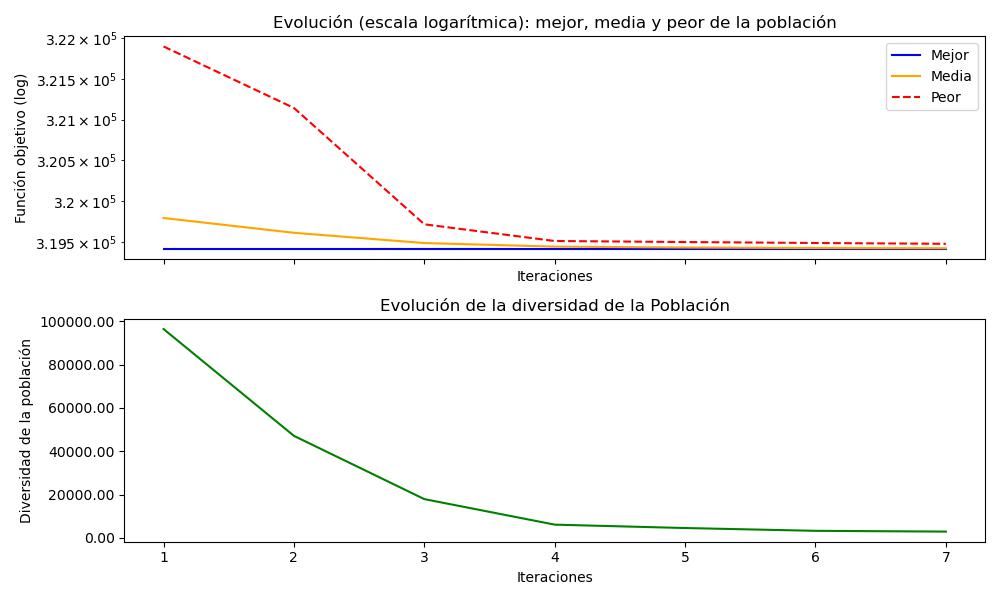 Evolución (escala logarítmica): mejor, media y peor de la población
Función objetivo (log)
3.22 × 10⁵
3.215 × 10⁵
3.21 × 10⁵
3.205 × 10⁵
3.2 × 10⁵
3.195 × 10⁵
Mejor
Media
Peor
Iteraciones
Evolución de la diversidad de la Población
Diversidad de la población
100000.00
80000.00
60000.00
40000.00
20000.00
0.00
1 2 3 4 5 6 7
Iteraciones